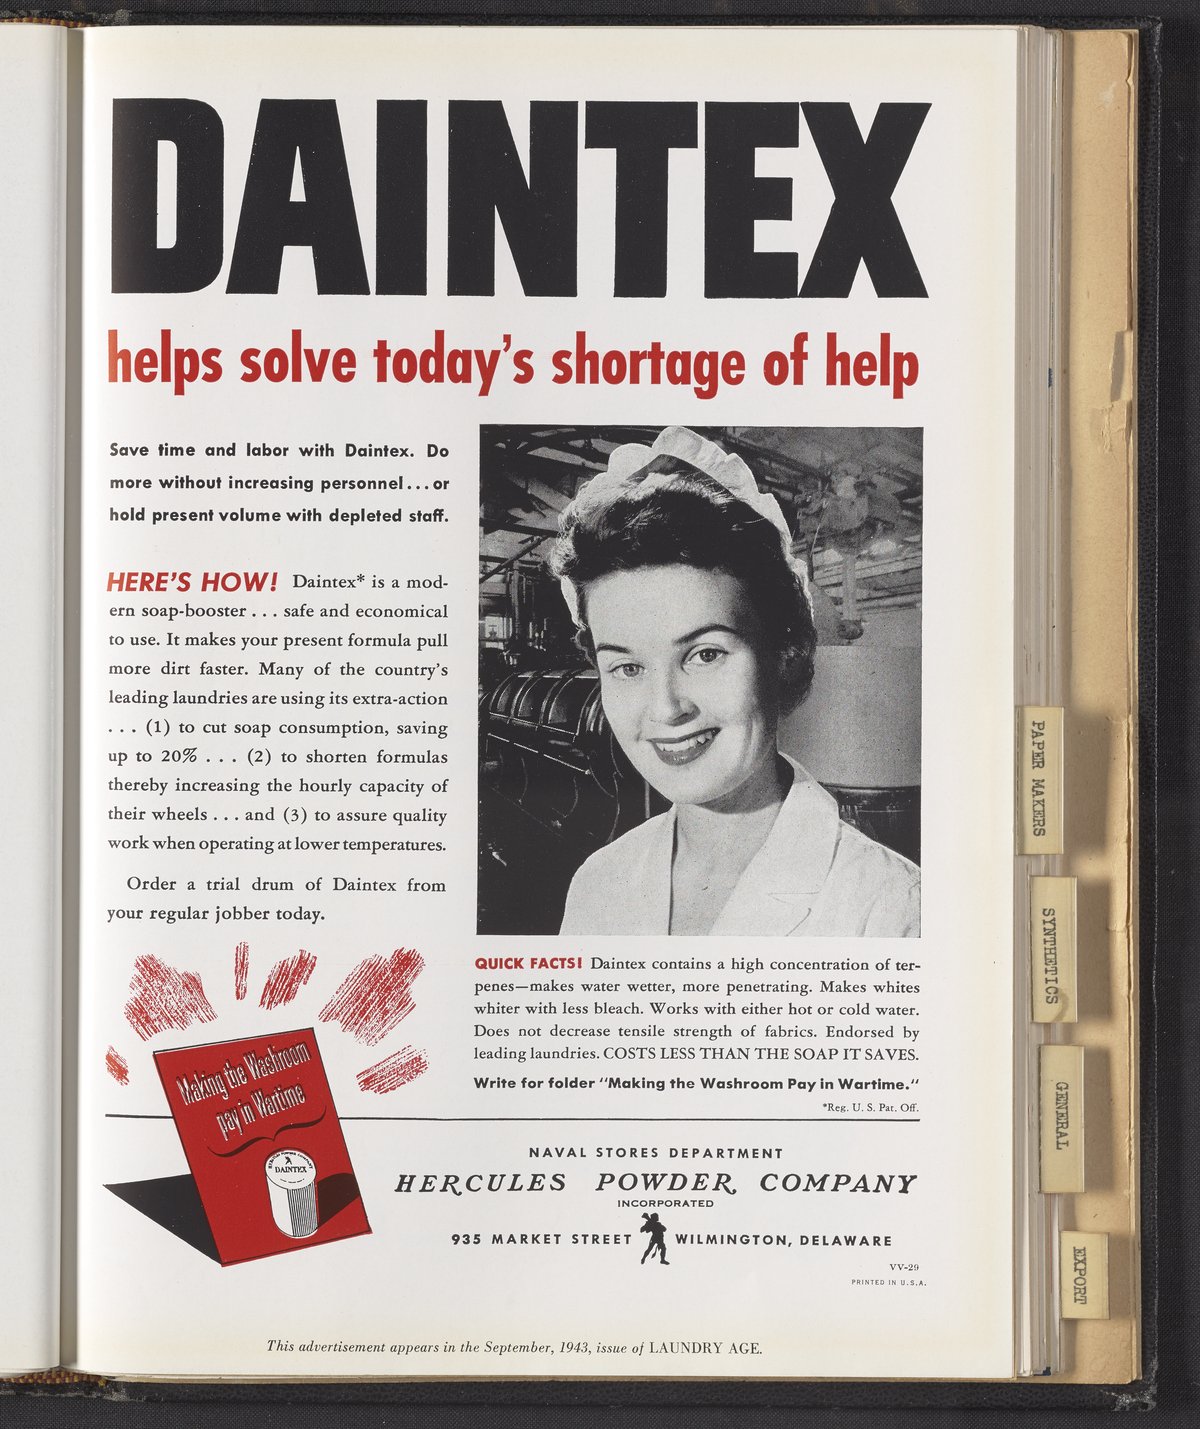 DAINTEX
helps solve today's shortage of help
Save time and labor with Daintex. Do
more without increasing personnel...or
hold present volume with depleted staff.
HERE'S HOW! Daintex* is a mod-
ern soap-booster . . . safe and economical
to use. It makes your present formula pull
more dirt faster. Many of the country's
leading laundries are using its extra-action
. . . (1) to cut soap consumption, saving
up to 20% . . . (2) to shorten formulas
thereby increasing the hourly capacity of
their wheels . . . and (3) to assure quality
work when operating at lower temperatures.
Order a trial drum of Daintex from
your regular jobber today.
QUICK FACTS! Daintex contains a high concentration of ter-
penes—makes water wetter, more penetrating. Makes whites
whiter with less bleach. Works with either hot or cold water.
Does not decrease tensile strength of fabrics. Endorsed by
leading laundries. COSTS LESS THAN THE SOAP IT SAVES.
Write for folder "Making the Washroom Pay in Wartime."
*Reg. U. S. Pat. Off.
Making the Washroom
pay in Wartime
DAINTEX
NAVAL STORES DEPARTMENT
HERCULES POWDER COMPANY
INCORPORATED
935 MARKET STREET WILMINGTON, DELAWARE
VV-29
PRINTED IN U.S.A.
This advertisement appears in the September, 1943, issue of LAUNDRY AGE.
PAPER MAKERS
SYNTHETICS
GENERAL
EXPORT